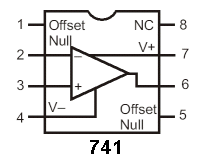 1 Offset NC 8
Null V+
2 − 7
3 + 6
V−
4 Offset 5
Null
741